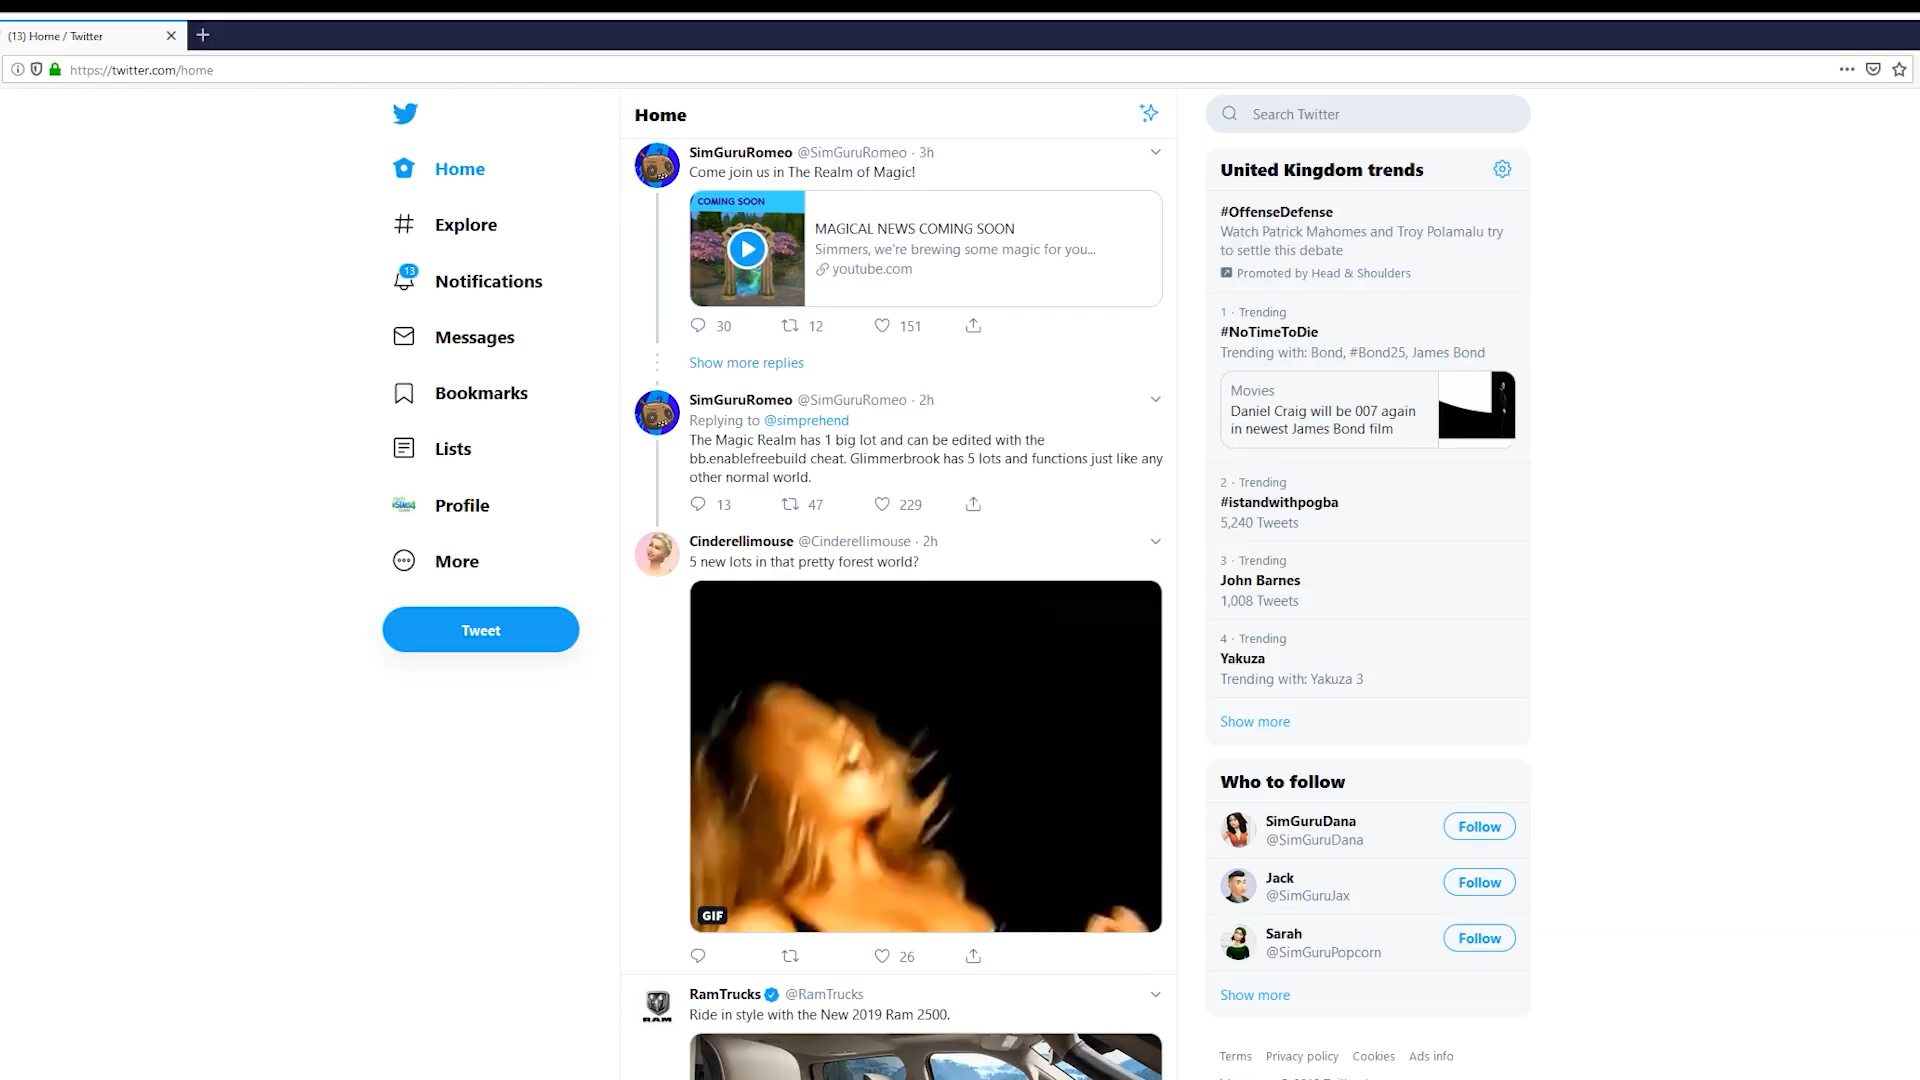 (13) Home / Twitter
https://twitter.com/home
Home
Explore
13
Notifications
Messages
Bookmarks
Lists
Profile
More
Tweet
Home
SimGuruRomeo @SimGuruRomeo · 3h
Come join us in The Realm of Magic!
COMING SOON
MAGICAL NEWS COMING SOON
Simmers, we're brewing some magic for you...
youtube.com
30 12 151
Show more replies
SimGuruRomeo @SimGuruRomeo · 2h
Replying to @simprehend
The Magic Realm has 1 big lot and can be edited with the
bb.enablefreebuild cheat. Glimmerbrook has 5 lots and functions just like any
other normal world.
13 47 229
Cinderellimouse @Cinderellimouse · 2h
5 new lots in that pretty forest world?
GIF
26
RamTrucks @RamTrucks
RAM
Ride in style with the New 2019 Ram 2500.
Search Twitter
United Kingdom trends
#OffenseDefense
Watch Patrick Mahomes and Troy Polamalu try
to settle this debate
Promoted by Head & Shoulders
1 · Trending
#NoTimeToDie
Trending with: Bond, #Bond25, James Bond
Movies
Daniel Craig will be 007 again
in newest James Bond film
2 · Trending
#istandwithpogba
5,240 Tweets
3 · Trending
John Barnes
1,008 Tweets
4 · Trending
Yakuza
Trending with: Yakuza 3
Show more
Who to follow
SimGuruDana
@SimGuruDana
Follow
Jack
@SimGuruJax
Follow
Sarah
@SimGuruPopcorn
Follow
Show more
Terms Privacy policy Cookies Ads info